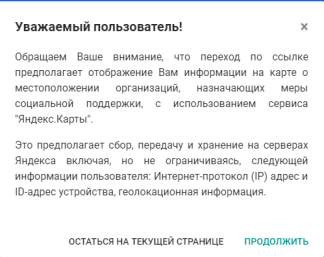 Уважаемый пользователь!
×
Обращаем Ваше внимание, что переход по ссылке
предполагает отображение Вам информации на карте о
местоположении организаций, назначающих меры
социальной поддержки, с использованием сервиса
"Яндекс.Карты".
Это предполагает сбор, передачу и хранение на серверах
Яндекса включая, но не ограничиваясь, следующей
информации пользователя: Интернет-протокол (IP) адрес и
ID-адрес устройства, геолокационная информация.
ОСТАТЬСЯ НА ТЕКУЩЕЙ СТРАНИЦЕ ПРОДОЛЖИТЬ